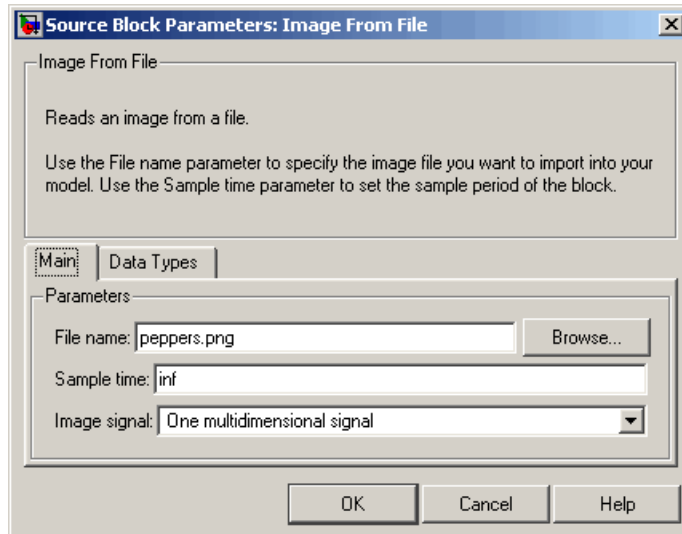 Source Block Parameters: Image From File
Image From File
Reads an image from a file.
Use the File name parameter to specify the image file you want to import into your
model. Use the Sample time parameter to set the sample period of the block.
Main Data Types
Parameters
File name: peppers.png Browse...
Sample time: inf
Image signal: One multidimensional signal
OK Cancel Help